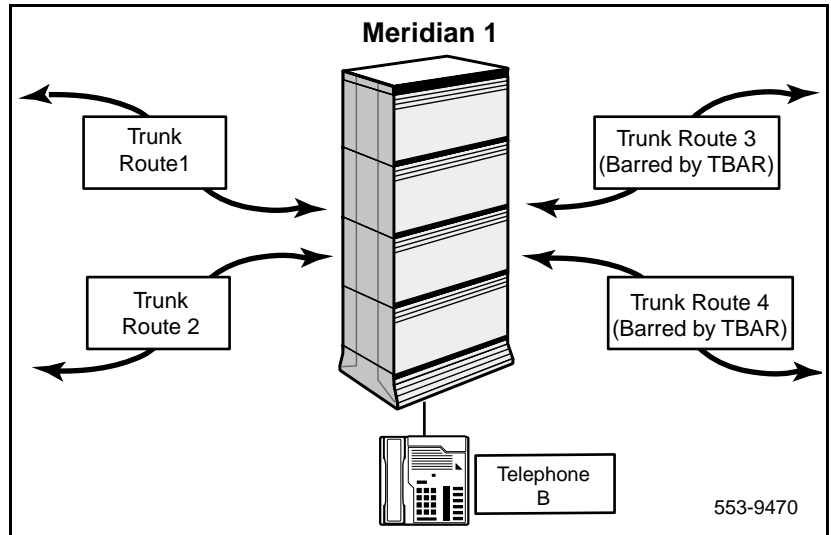 Meridian 1
Trunk
Route1
Trunk Route 3
(Barred by TBAR)
Trunk
Route 2
Trunk Route 4
(Barred by TBAR)
Telephone
B
553-9470